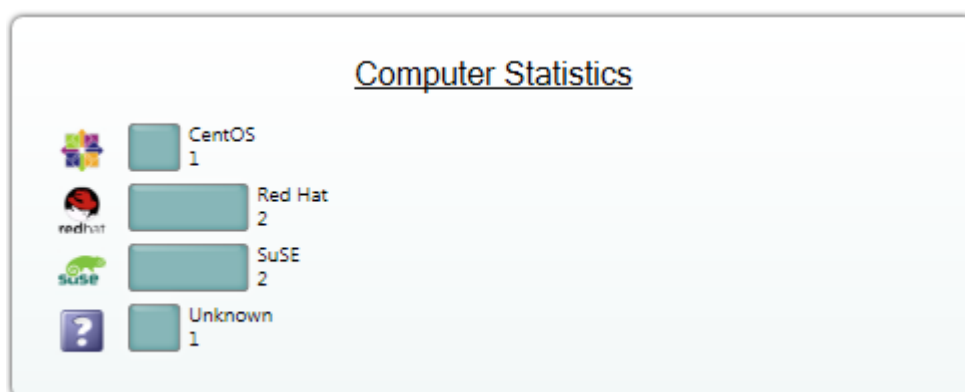 Computer Statistics
CentOS
1
Red Hat
2
redhat
SuSE
2
suse
Unknown
1
?